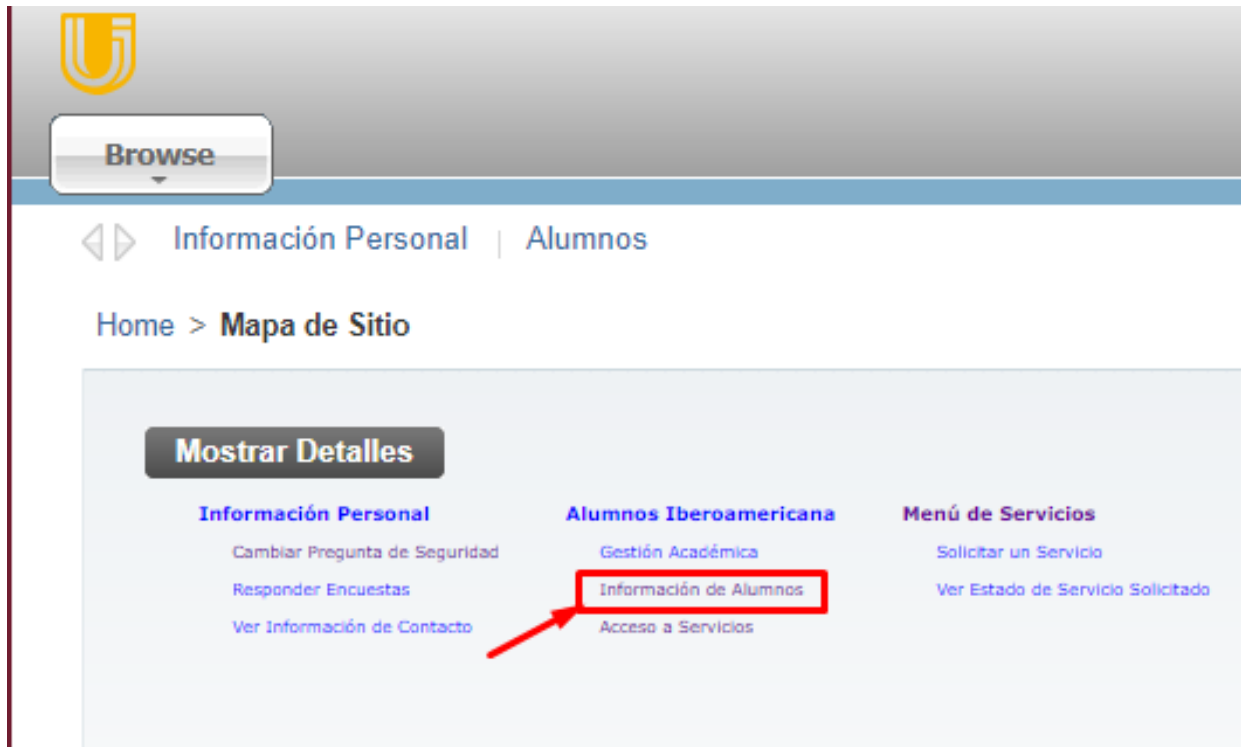 Browse
Información Personal | Alumnos
Home > Mapa de Sitio
Mostrar Detalles
Información Personal
Cambiar Pregunta de Seguridad
Responder Encuestas
Ver Información de Contacto
Alumnos Iberoamericana
Gestión Académica
Información de Alumnos
Acceso a Servicios
Menú de Servicios
Solicitar un Servicio
Ver Estado de Servicio Solicitado